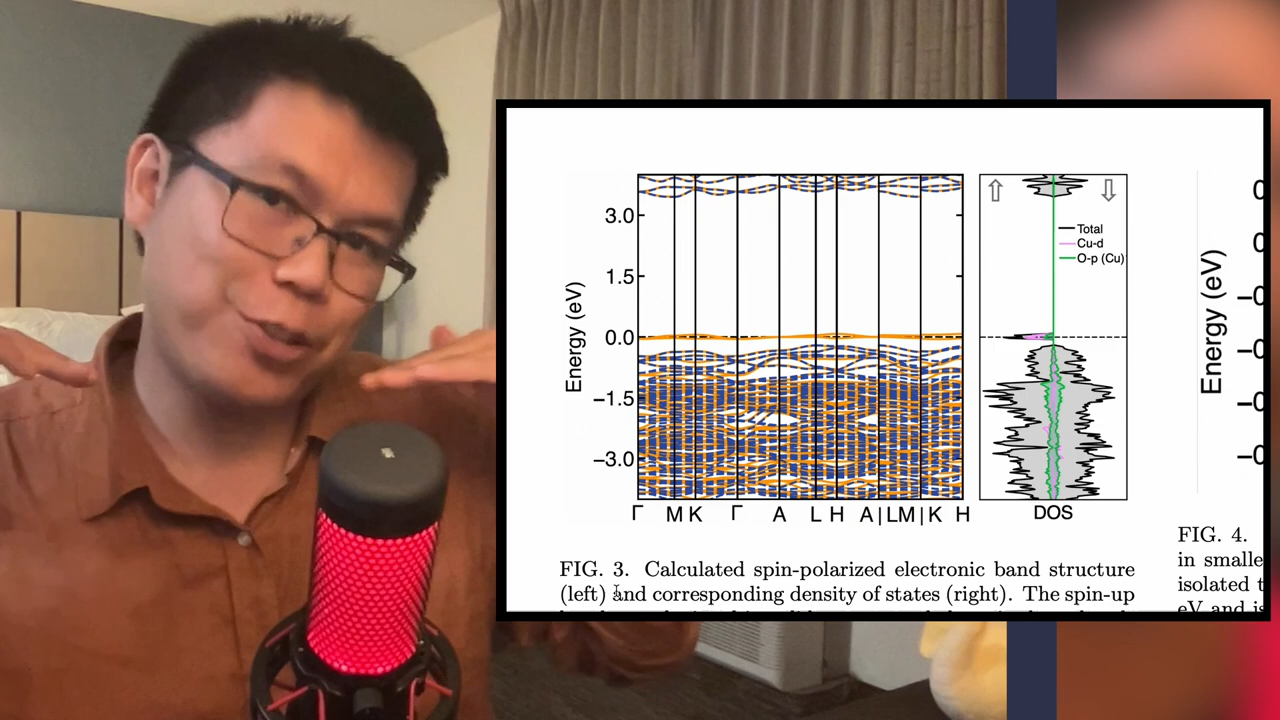 3.0
1.5
0.0
−1.5
−3.0
Energy (eV)
Γ M K Γ A L H A|LM|K H
⇧ ⇩
Total
Cu-d
O-p (Cu)
DOS
Energy (eV)
FIG. 3. Calculated spin-polarized electronic band structure
(left) and corresponding density of states (right). The spin-up
FIG. 4.
in smalle
isolated t
eV and is